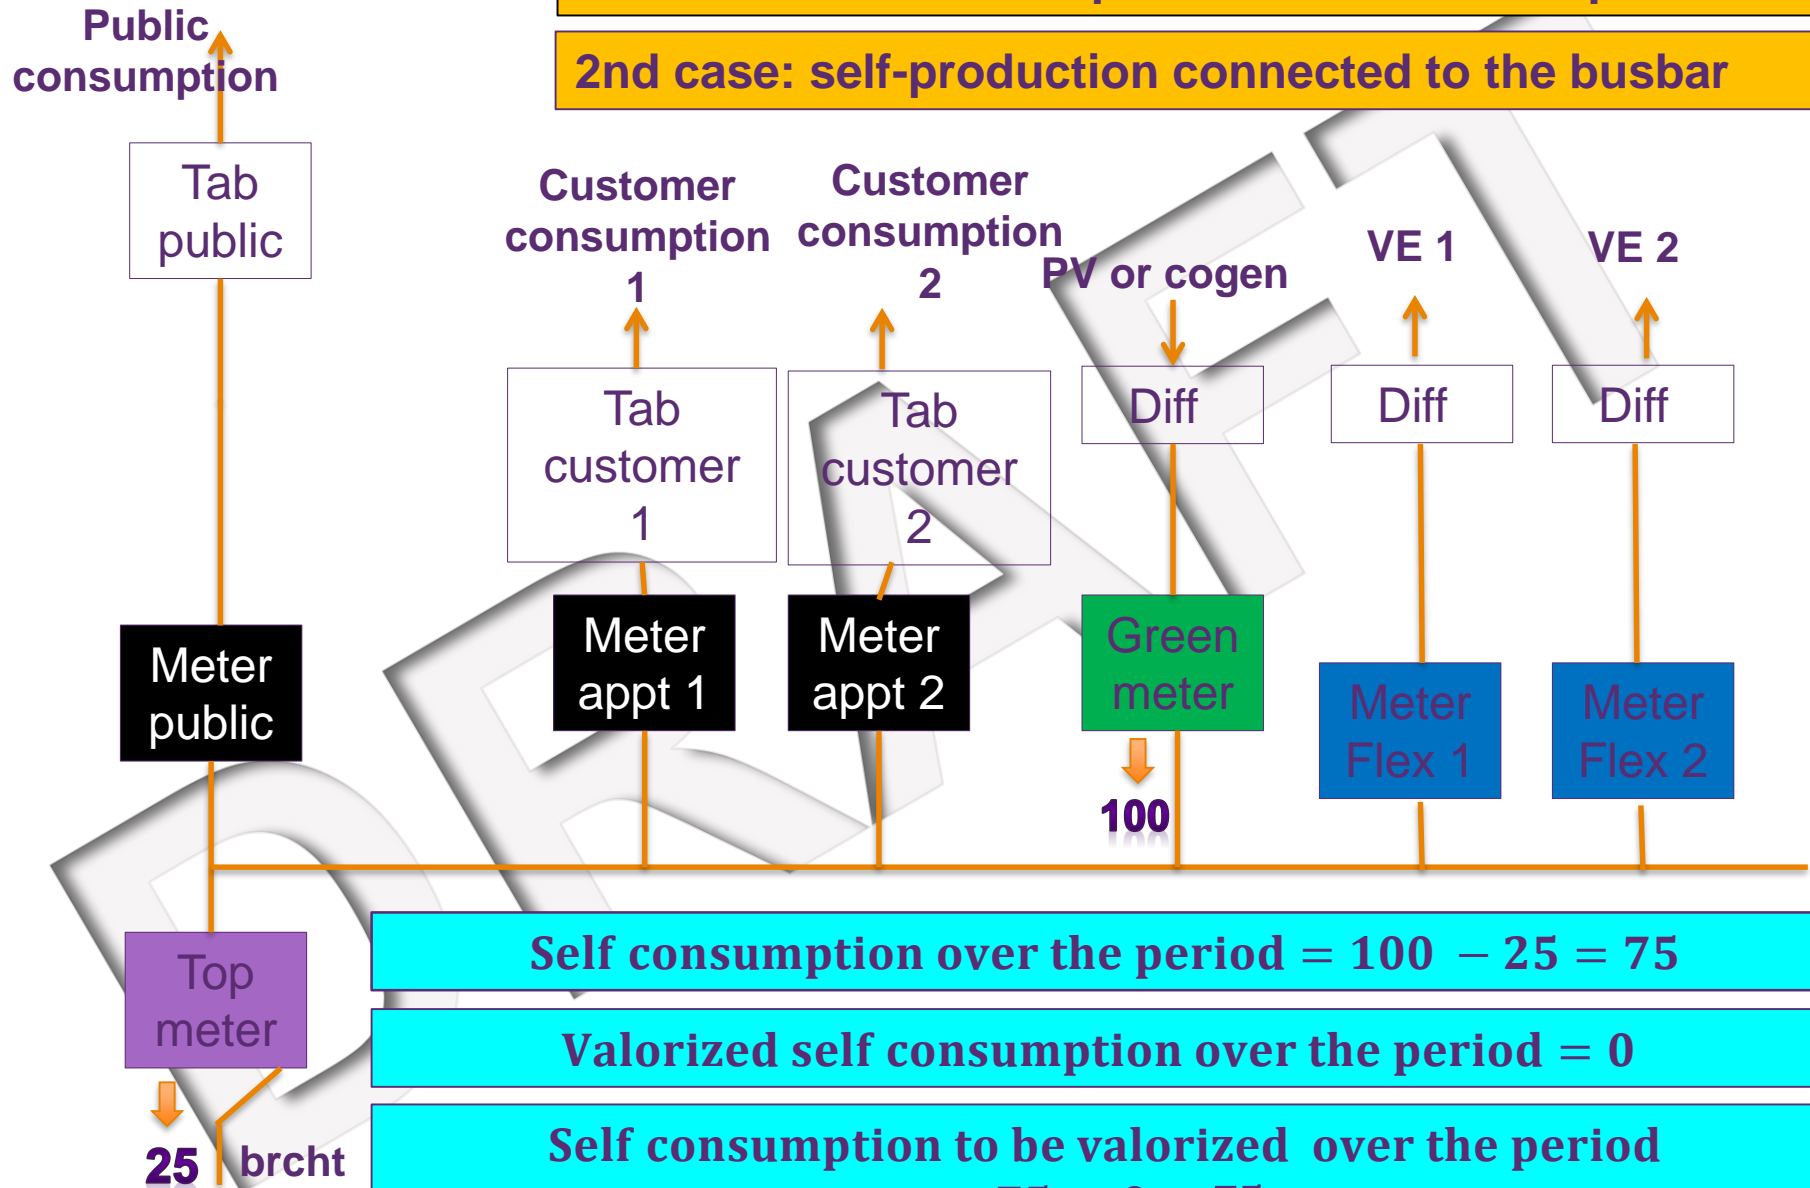 2nd case: self-production connected to the busbar
Public
consumption
Tab
public
Customer
consumption
1
Customer
consumption
2
PV or cogen
VE 1
VE 2
Tab
customer
1
Tab
customer
2
Diff
Diff
Diff
Meter
public
Meter
appt 1
Meter
appt 2
Green
meter
Meter
Flex 1
Meter
Flex 2
100
Top
meter
25
brcht
Self consumption over the period = 100 − 25 = 75
Valorized self consumption over the period = 0
Self consumption to be valorized over the period
DRAFT